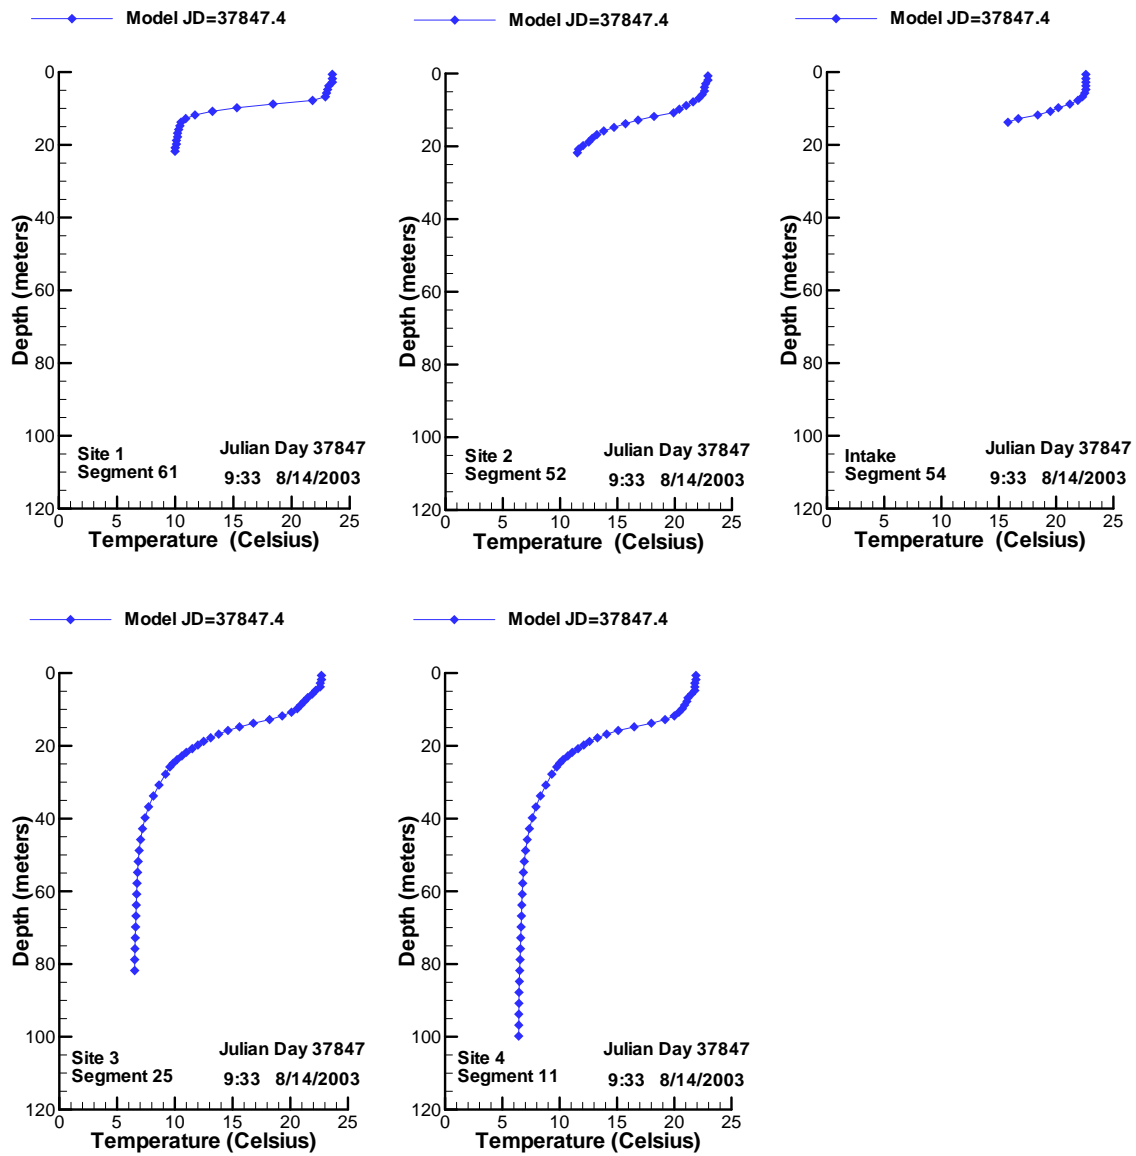 Model JD=37847.4
0
20
40
60
80
100
120
Depth (meters)
Site 1
Segment 61
Julian Day 37847
9:33 8/14/2003
0 5 10 15 20 25
Temperature (Celsius)
Model JD=37847.4
0
20
40
60
80
100
120
Depth (meters)
Site 2
Segment 52
Julian Day 37847
9:33 8/14/2003
0 5 10 15 20 25
Temperature (Celsius)
Model JD=37847.4
0
20
40
60
80
100
120
Depth (meters)
Intake
Segment 54
Julian Day 37847
9:33 8/14/2003
0 5 10 15 20 25
Temperature (Celsius)
Model JD=37847.4
0
20
40
60
80
100
120
Depth (meters)
Site 3
Segment 25
Julian Day 37847
9:33 8/14/2003
0 5 10 15 20 25
Temperature (Celsius)
Model JD=37847.4
0
20
40
60
80
100
120
Depth (meters)
Site 4
Segment 11
Julian Day 37847
9:33 8/14/2003
0 5 10 15 20 25
Temperature (Celsius)